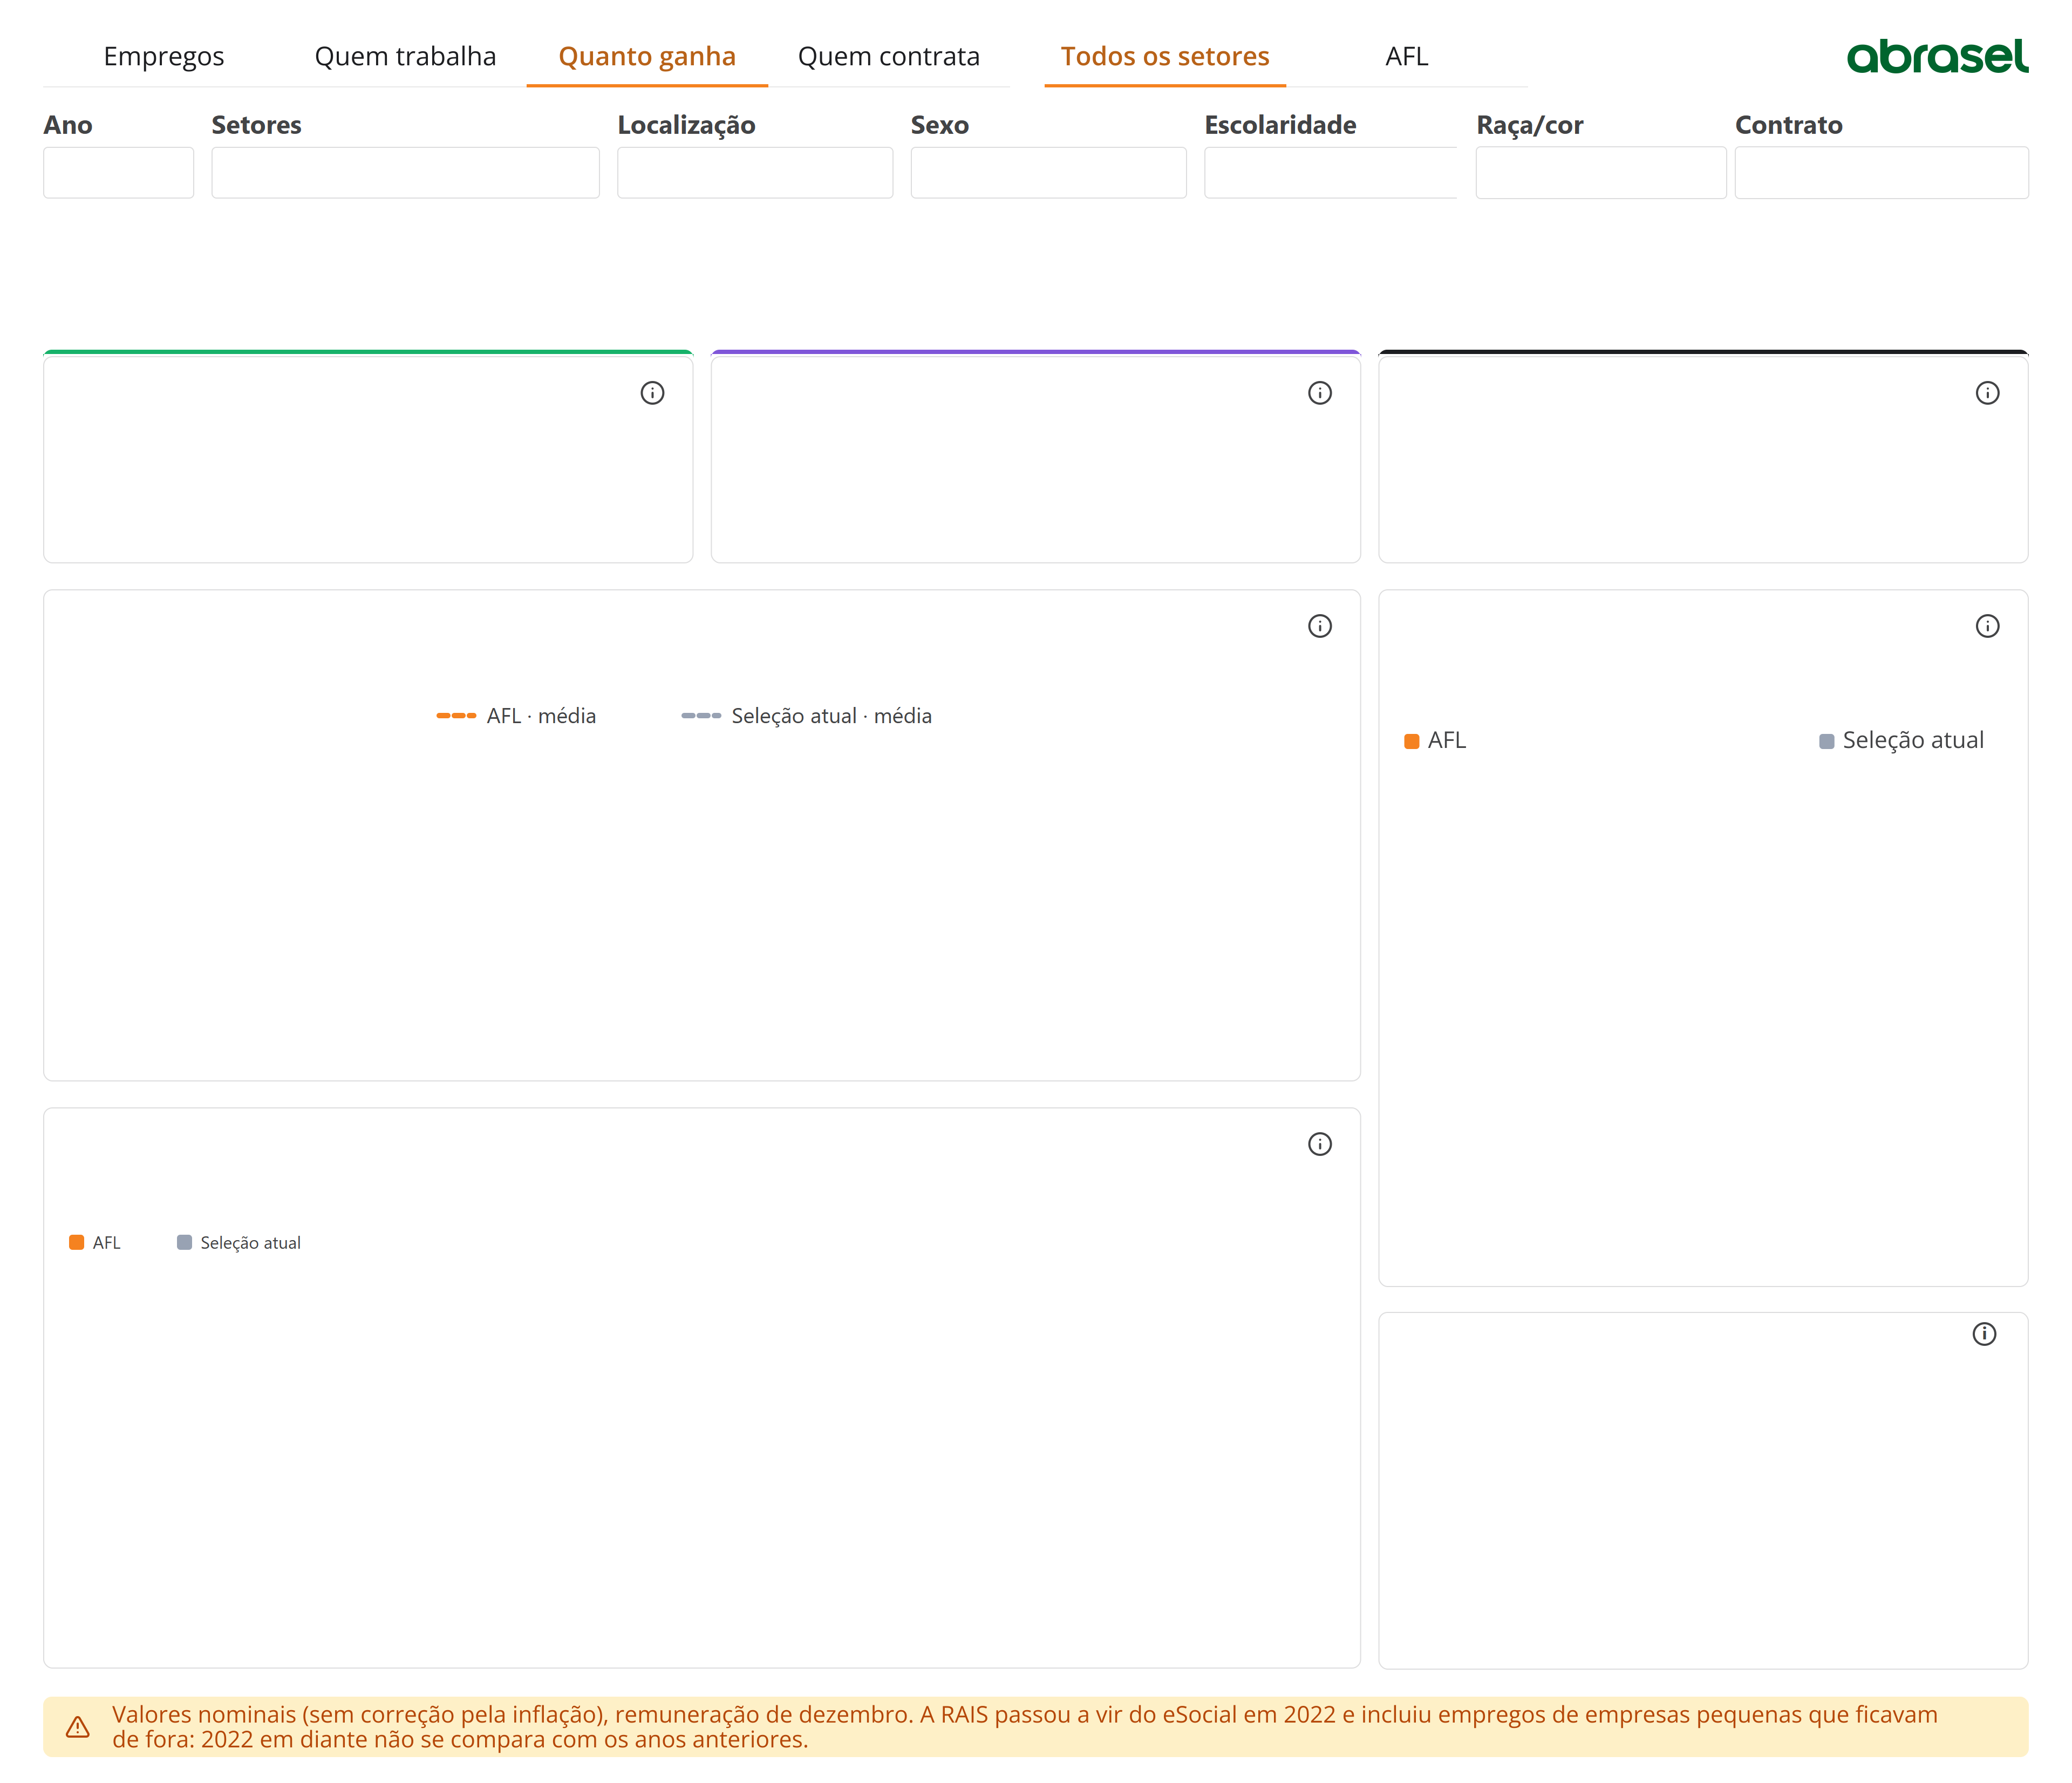 Empregos Quem trabalha Quanto ganha Quem contrata Todos os setores AFL abrasel
Ano Setores Localização Sexo Escolaridade Raça/cor Contrato
AFL · média Seleção atual · média
AFL Seleção atual
AFL Seleção atual
Valores nominais (sem correção pela inflação), remuneração de dezembro. A RAIS passou a vir do eSocial em 2022 e incluiu empregos de empresas pequenas que ficavam
de fora: 2022 em diante não se compara com os anos anteriores.